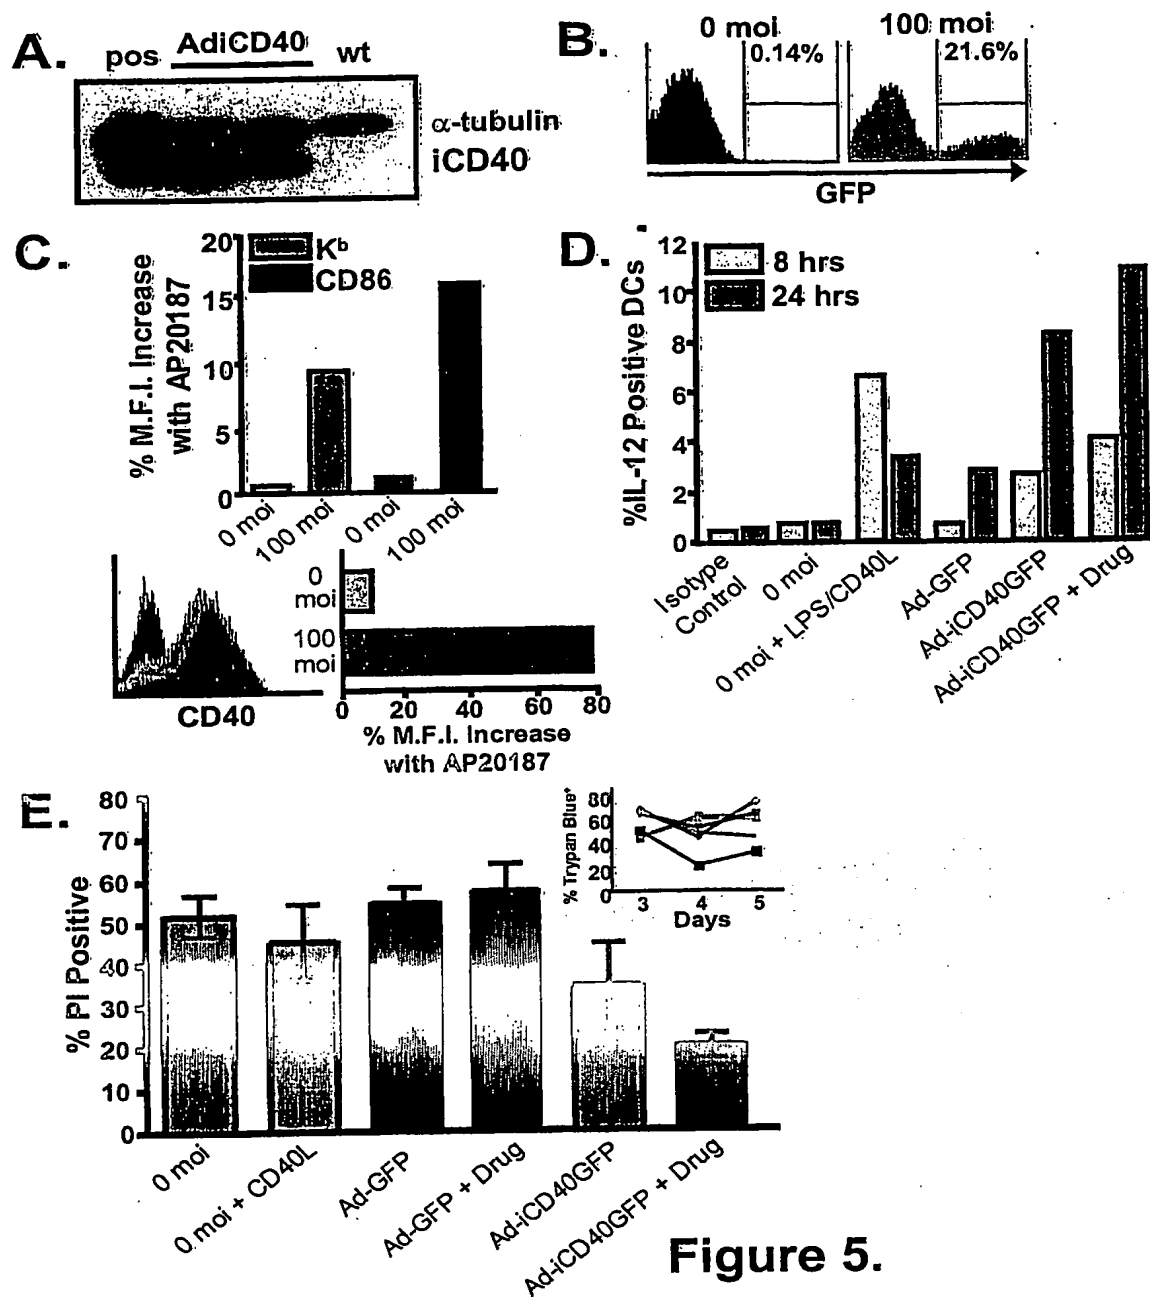 A.
pos AdiCD40 wt
α-tubulin
iCD40
B.
0 moi 100 moi
0.14% 21.6%
GFP
C.
% M.F.I. Increase
with AP20187
20
15
10
5
0
Kᵇ
CD86
0 moi
100 moi
0 moi
100 moi
CD40
0
moi
100
moi
0 20 40 60 80
% M.F.I. Increase
with AP20187
D.
%IL-12 Positive DCs
12
10
8
6
4
2
0
8 hrs
24 hrs
Isotype
Control
0 moi
0 moi + LPS/CD40L
Ad-GFP
Ad-iCD40GFP
Ad-iCD40GFP + Drug
E.
% PI Positive
80
70
60
50
40
30
20
10
0
0 moi
0 moi + CD40L
Ad-GFP
Ad-GFP + Drug
Ad-iCD40GFP
Ad-iCD40GFP + Drug
% Trypan Blue⁺
80
60
40
20
0
3 4 5
Days
Figure 5.